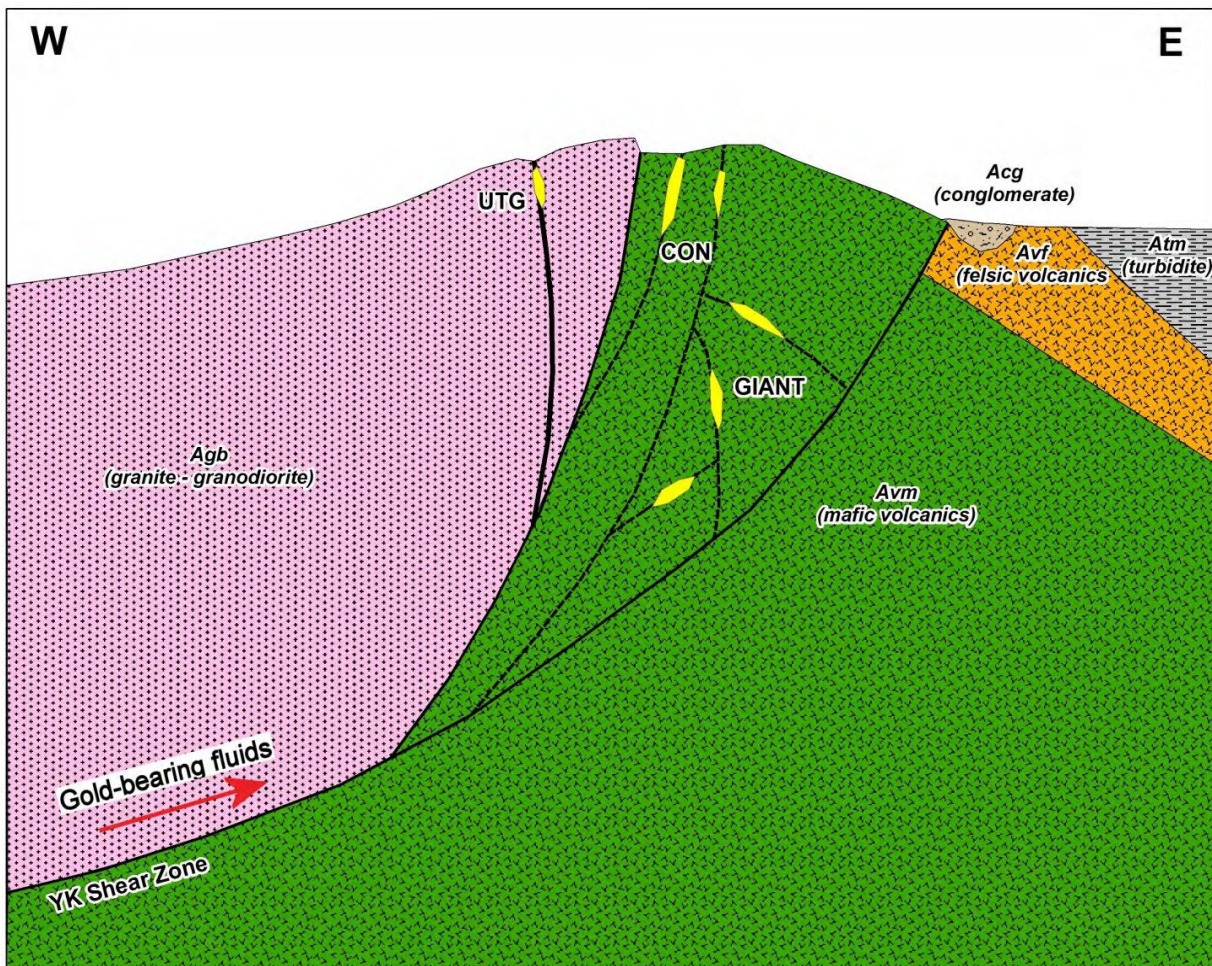 W
E
Acg
(conglomerate)
UTG
CON
Avf
(felsic volcanics
Atm
(turbidite)
GIANT
Agb
(granite - granodiorite)
Avm
(mafic volcanics)
Gold-bearing fluids
YK Shear Zone